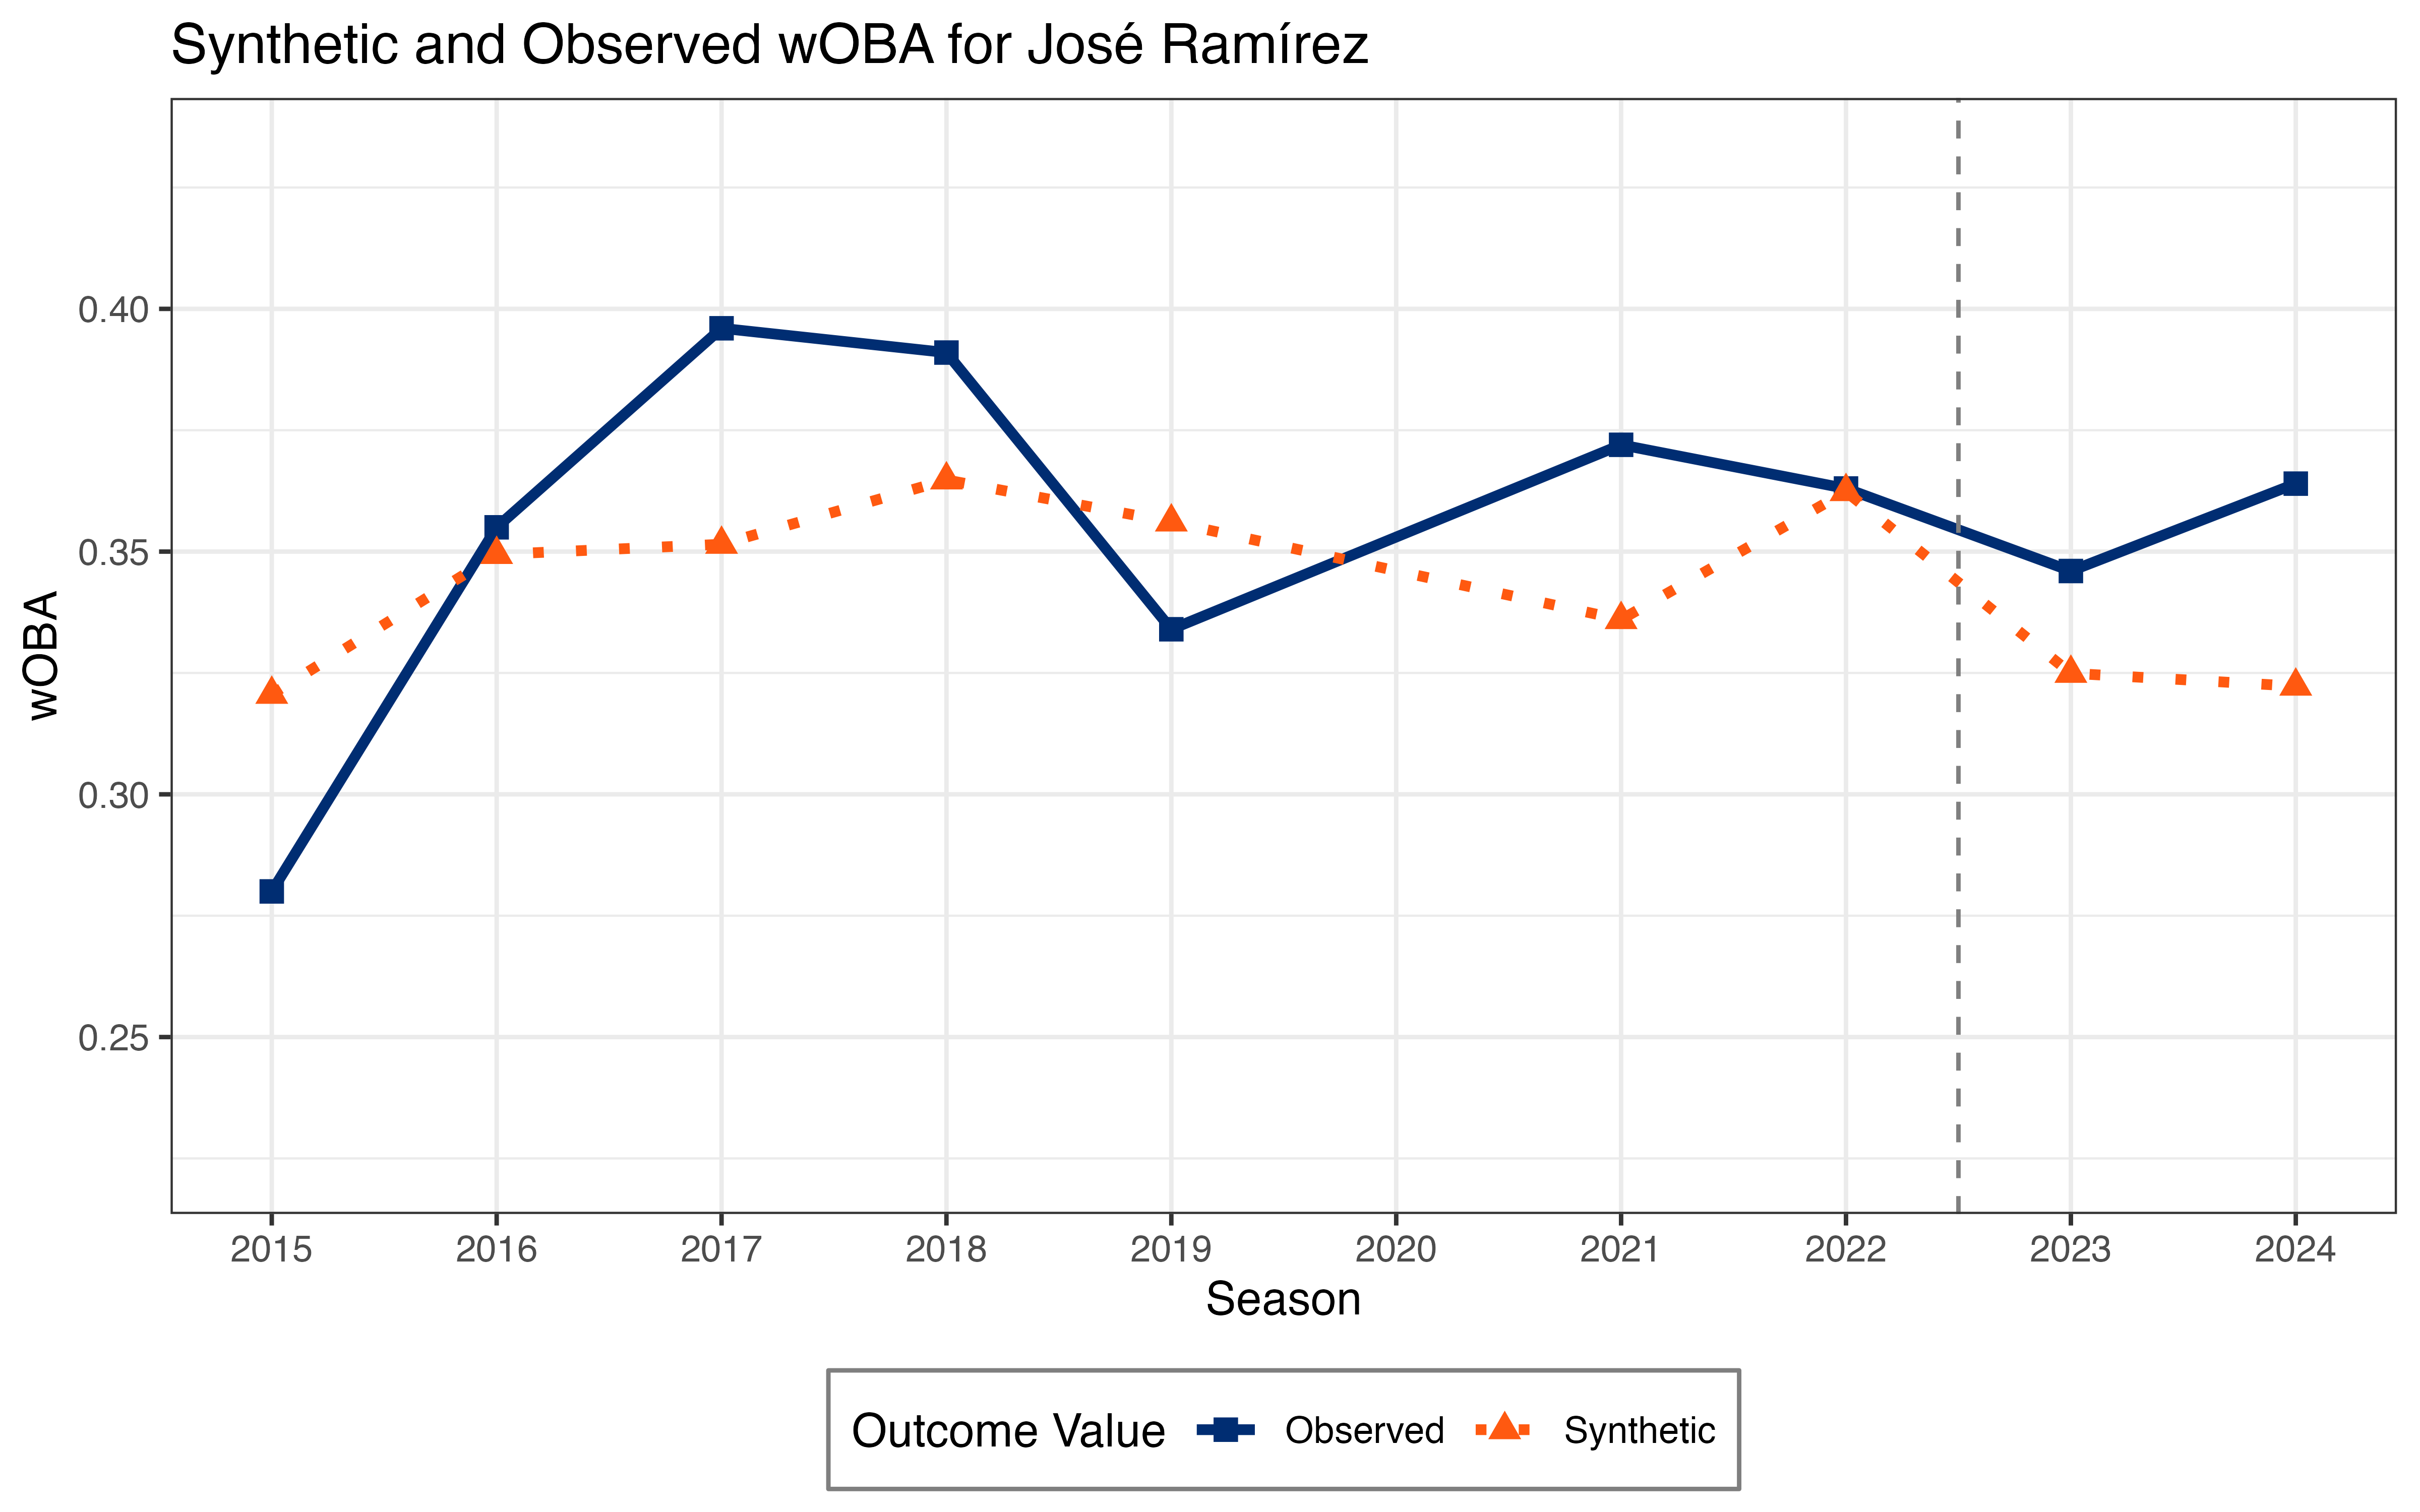 Synthetic and Observed wOBA for José Ramírez
wOBA
0.40
0.35
0.30
0.25
2015 2016 2017 2018 2019 2020 2021 2022 2023 2024
Season
Outcome Value Observed Synthetic